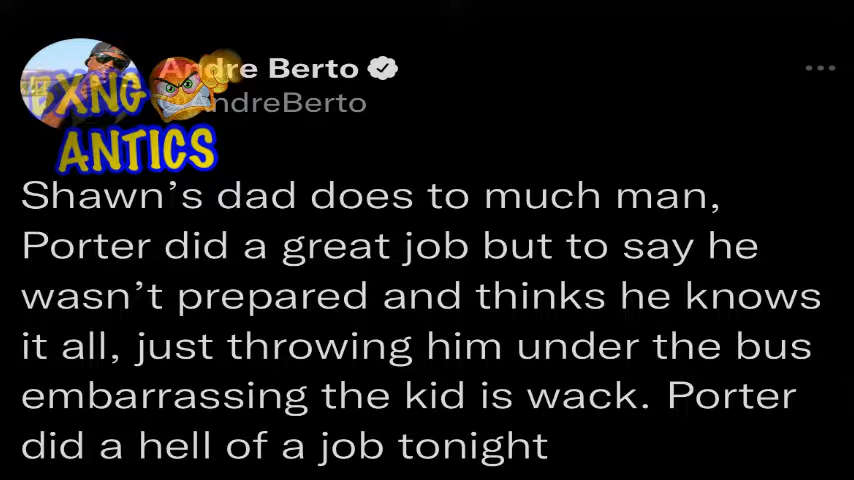 Andre Berto
AndreBerto
BXNG
ANTICS
Shawn's dad does to much man,
Porter did a great job but to say he
wasn't prepared and thinks he knows
it all, just throwing him under the bus
embarrassing the kid is wack. Porter
did a hell of a job tonight